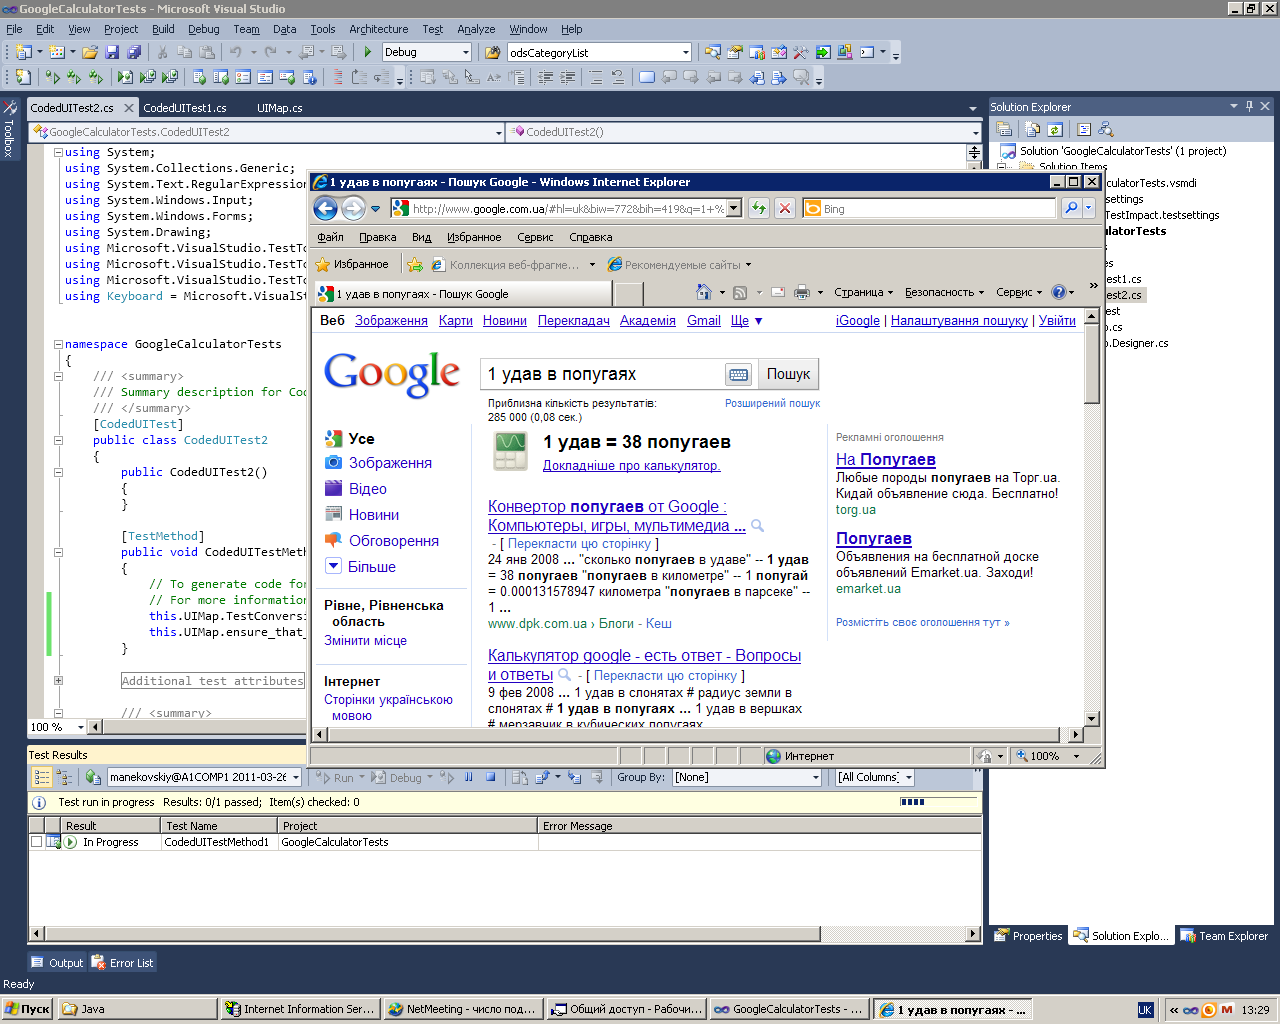 GoogleCalculatorTests - Microsoft Visual Studio
File Edit View Project Build Debug Team Data Tools Architecture Test Analyze Window Help
Debug odsCategoryList
CodedUITest2.cs CodedUITest1.cs UIMap.cs
Toolbox
GoogleCalculatorTests.CodedUITest2 CodedUITest2()
using System;
using System.Collections.Generic;
using System.Text.RegularExpression
using System.Windows.Input;
using System.Windows.Forms;
using System.Drawing;
using Microsoft.VisualStudio.TestTo
using Microsoft.VisualStudio.TestTo
using Microsoft.VisualStudio.TestTo
using Keyboard = Microsoft.VisualSt
namespace GoogleCalculatorTests
{
/// <summary>
/// Summary description for Cod
/// </summary>
[CodedUITest]
public class CodedUITest2
{
public CodedUITest2()
{
}
[TestMethod]
public void CodedUITestMeth
{
// To generate code for
// For more information
this.UIMap.TestConversi
this.UIMap.ensure_that_
}
Additional test attributes
/// <summary>
100 %
Solution Explorer
Solution 'GoogleCalculatorTests' (1 project)
Solution Items
culatorTests.vsmdi
settings
TestImpact.testsettings
culatorTests
es
est1.cs
est2.cs
est
o.cs
o.Designer.cs
1 удав в попугаях - Пошук Google - Windows Internet Explorer
http://www.google.com.ua/#hl=uk&biw=772&bih=419&q=1+% Bing
Файл Правка Вид Избранное Сервис Справка
Избранное Коллекция веб-фрагме... Рекомендуемые сайты
1 удав в попугаях - Пошук Google Страница Безопасность Сервис »
Веб Зображення Карти Новини Перекладач Академія Gmail Ще ▼ iGoogle | Налаштування пошуку | Увійти
Google
1 удав в попугаях Пошук
Приблизна кількість результатів:
285 000 (0,08 сек.)
Розширений пошук
Усе
Зображення
Відео
Новини
Обговорення
Більше
Рівне, Рівненська
область
Змінити місце
Інтернет
Сторінки українською
мовою
1 удав = 38 попугаев
Докладніше про калькулятор.
Конвертор попугаев от Google :
Компьютеры, игры, мультимедиа ...
- [ Перекласти цю сторінку ]
24 янв 2008 ... "сколько попугаев в удаве" -- 1 удав
= 38 попугаев "попугаев в километре" -- 1 попугай
= 0.000131578947 километра "попугаев в парсеке" --
1 ...
www.dpk.com.ua › Блоги - Кеш
Калькулятор google - есть ответ - Вопросы
и ответы - [ Перекласти цю сторінку ]
9 фев 2008 ... 1 удав в слонятах # радиус земли в
слонятах # 1 удав в попугаях ... 1 удав в вершках
# мерзавчик в кубических попугаях
Рекламні оголошення
На Попугаев
Любые породы попугаев на Торг.ua.
Кидай объявление сюда. Бесплатно!
torg.ua
Попугаев
Объявления на бесплатной доске
объявлений Emarket.ua. Заходи!
emarket.ua
Розмістіть своє оголошення тут »
Интернет 100%
Test Results
manekovskiy@A1COMP1 2011-03-26 Run Debug Group By: [None] [All Columns]
Test run in progress Results: 0/1 passed; Item(s) checked: 0
Result Test Name Project Error Message
In Progress CodedUITestMethod1 GoogleCalculatorTests
Properties Solution Explo... Team Explorer
Output Error List
Ready
Пуск Java Internet Information Ser... NetMeeting - число под... Общий доступ - Рабочи... GoogleCalculatorTests - ... 1 удав в попугаях - ... UK « 13:29